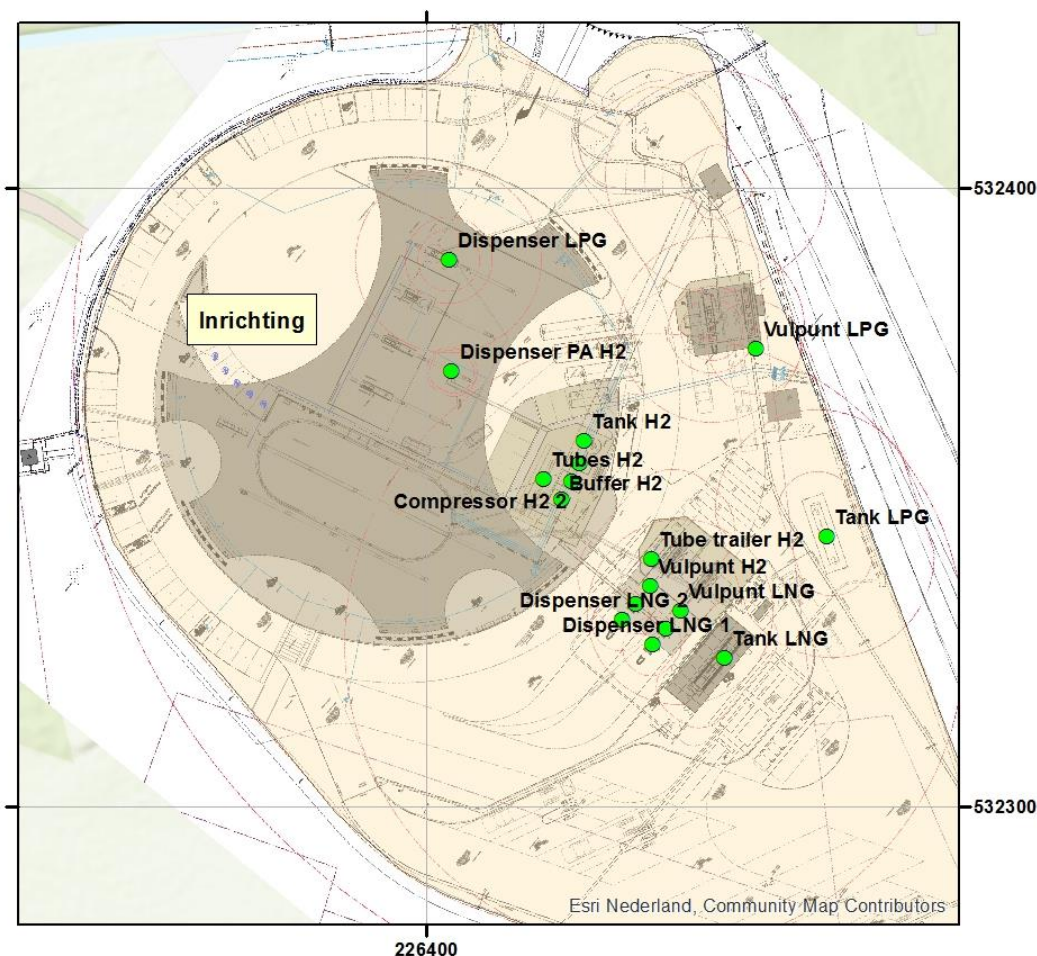 532400
Dispenser LPG
Inrichting
Vulpunt LPG
Dispenser PA H2
Tank H2
Tubes H2
Buffer H2
Compressor H2 2
Tank LPG
Tube trailer H2
Vulpunt H2
Vulpunt LNG
Dispenser LNG 2
Dispenser LNG 1
Tank LNG
532300
Esri Nederland, Community Map Contributors
226400